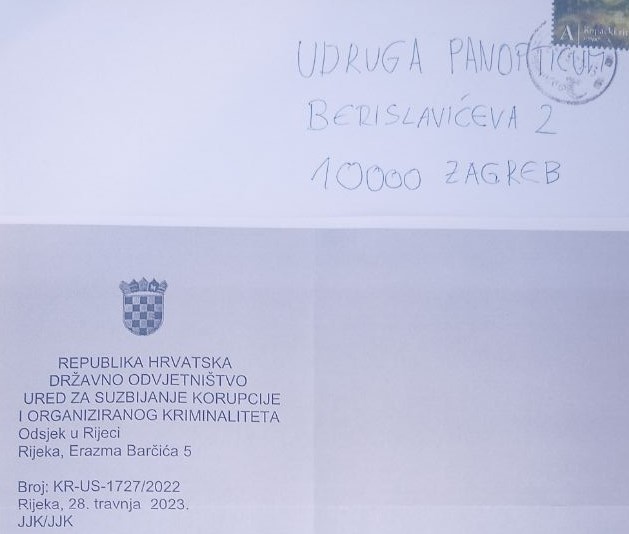 A
UDRUGA PANOPTICUM
BERISLAVIĆEVA 2
10000 ZAGREB
REPUBLIKA HRVATSKA
DRŽAVNO ODVJETNIŠTVO
URED ZA SUZBIJANJE KORUPCIJE
I ORGANIZIRANOG KRIMINALITETA
Odsjek u Rijeci
Rijeka, Erazma Barčića 5
Broj: KR-US-1727/2022
Rijeka, 28. travnja 2023.
JJK/JJK